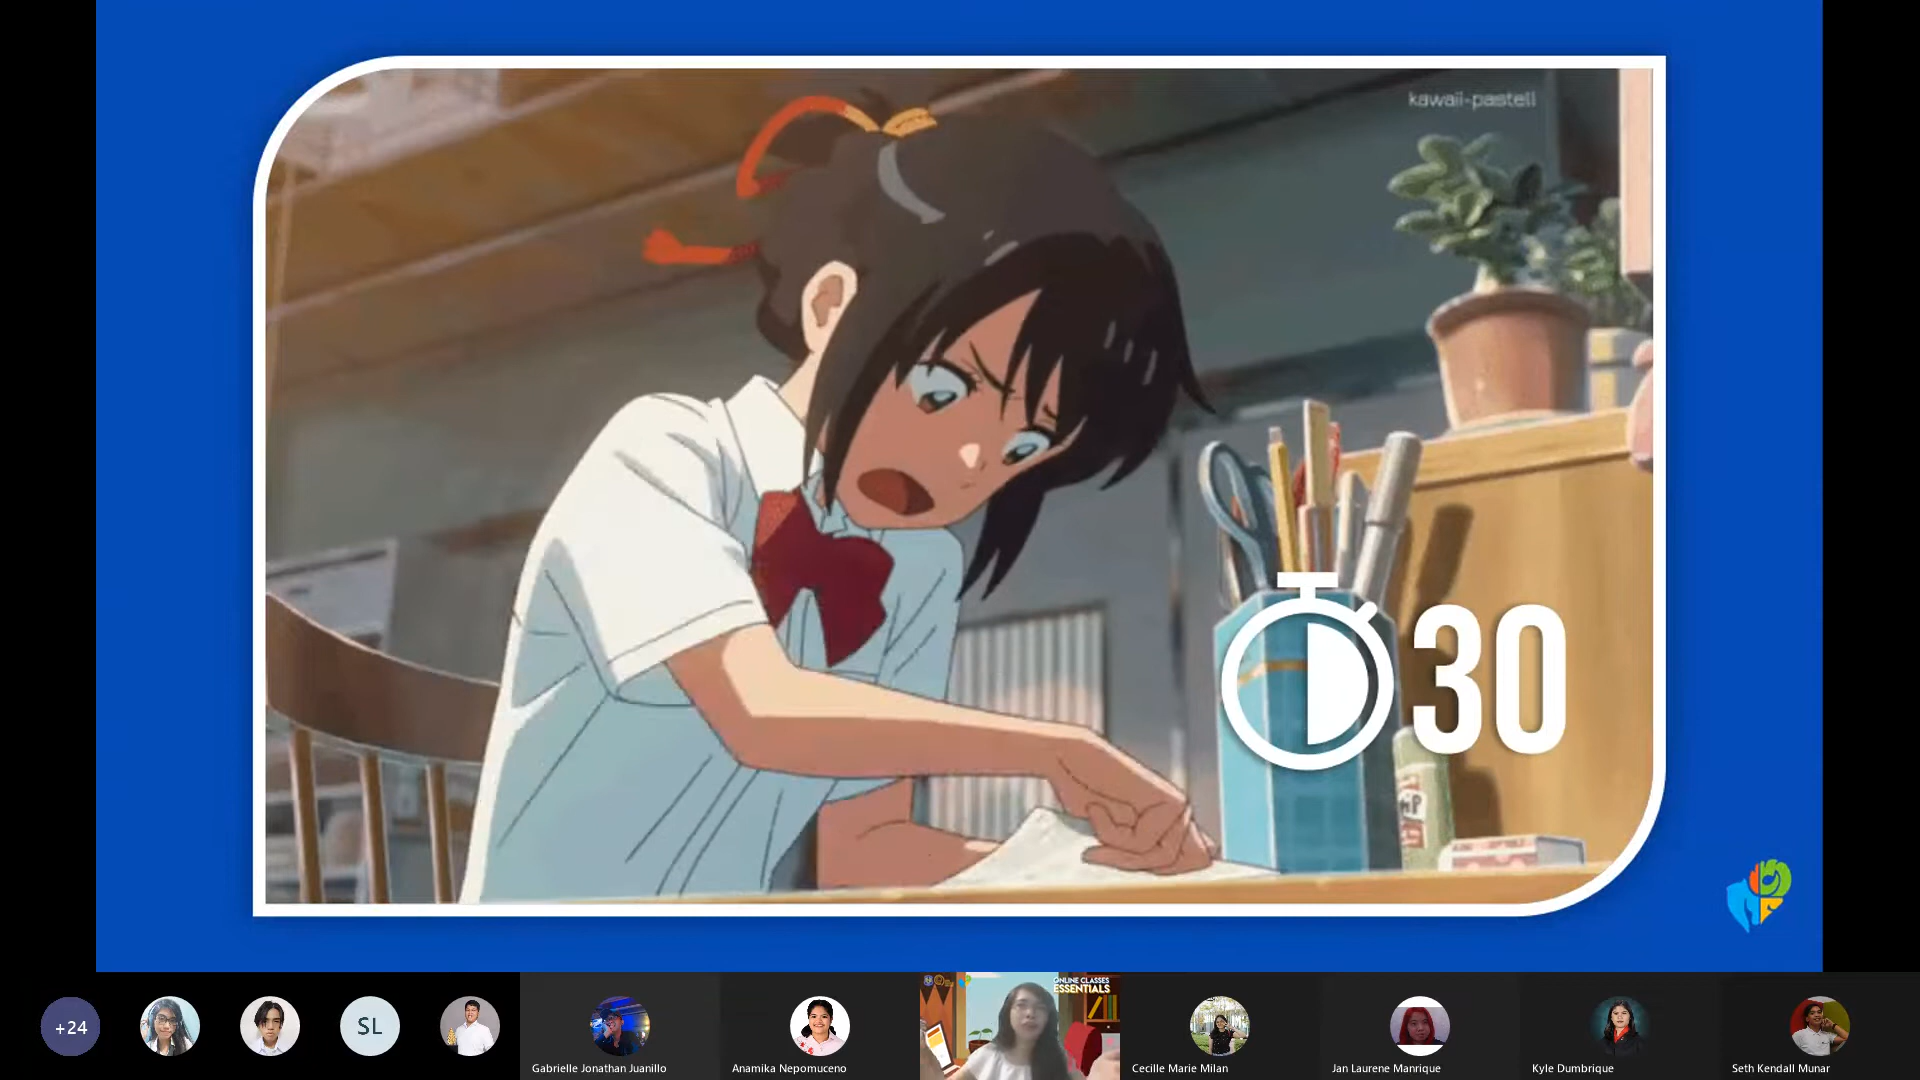 kawaii-pastell
30
ONLINE CLASSES
ESSENTIALS
+24
SL
Gabrielle Jonathan Juanillo
Anamika Nepomuceno
Cecille Marie Milan
Jan Laurene Manrique
Kyle Dumbrique
Seth Kendall Munar